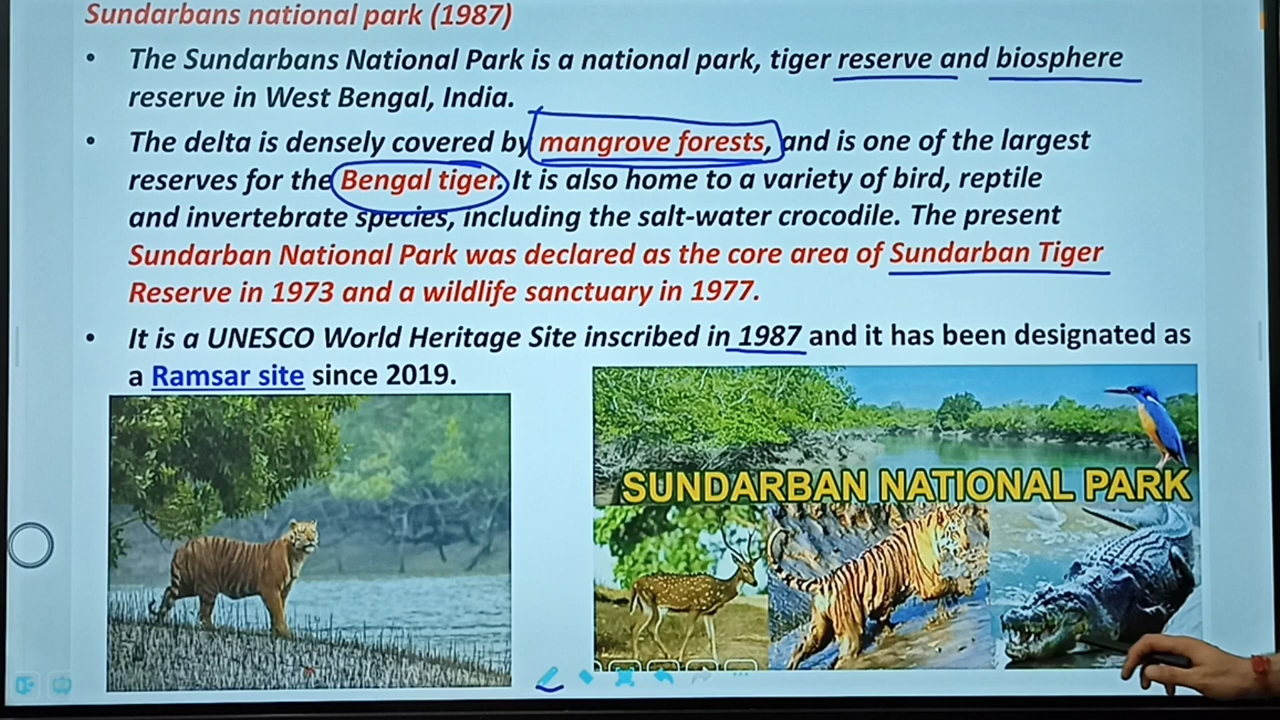 Sundarbans national park (1987)
• The Sundarbans National Park is a national park, tiger reserve and biosphere
reserve in West Bengal, India.
• The delta is densely covered by mangrove forests, and is one of the largest
reserves for the Bengal tiger. It is also home to a variety of bird, reptile
and invertebrate species, including the salt-water crocodile. The present
Sundarban National Park was declared as the core area of Sundarban Tiger
Reserve in 1973 and a wildlife sanctuary in 1977.
• It is a UNESCO World Heritage Site inscribed in 1987 and it has been designated as
a Ramsar site since 2019.
SUNDARBAN NATIONAL PARK